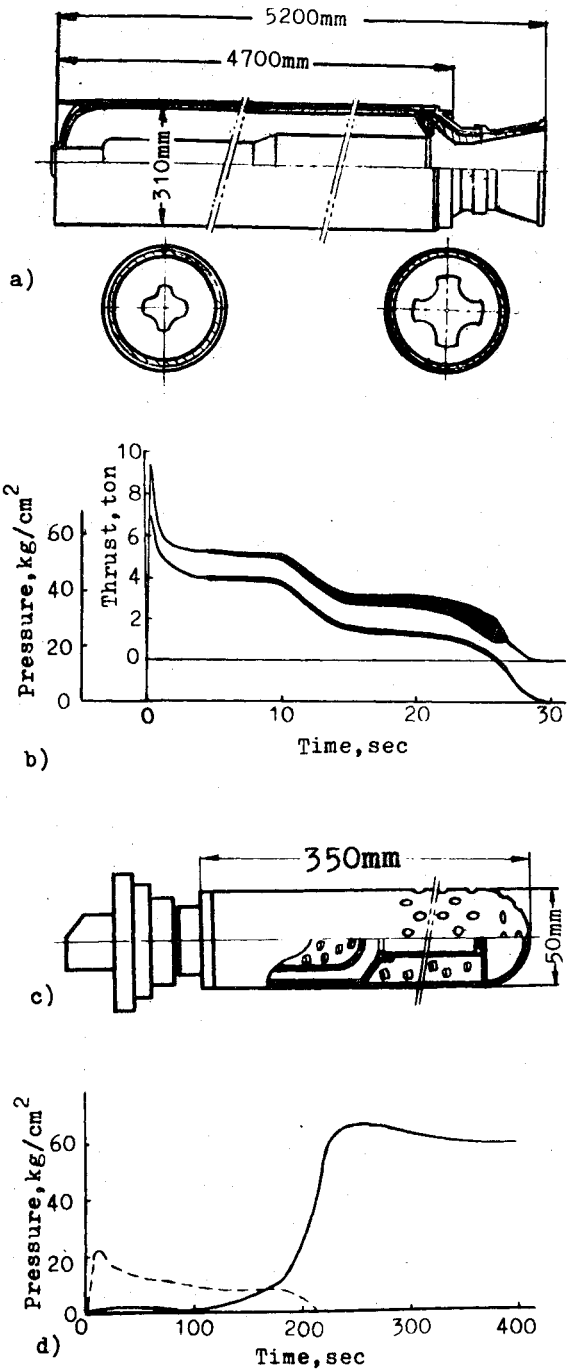 5200mm
4700mm
310mm
a)
Pressure,kg/cm²
60
40
20
0
Thrust, ton
10
8
6
4
2
0
0 10 20 30
Time,sec
b)
350mm
50mm
c)
Pressure,kg/cm²
60
40
20
0
0 100 200 300 400
Time,sec
d)